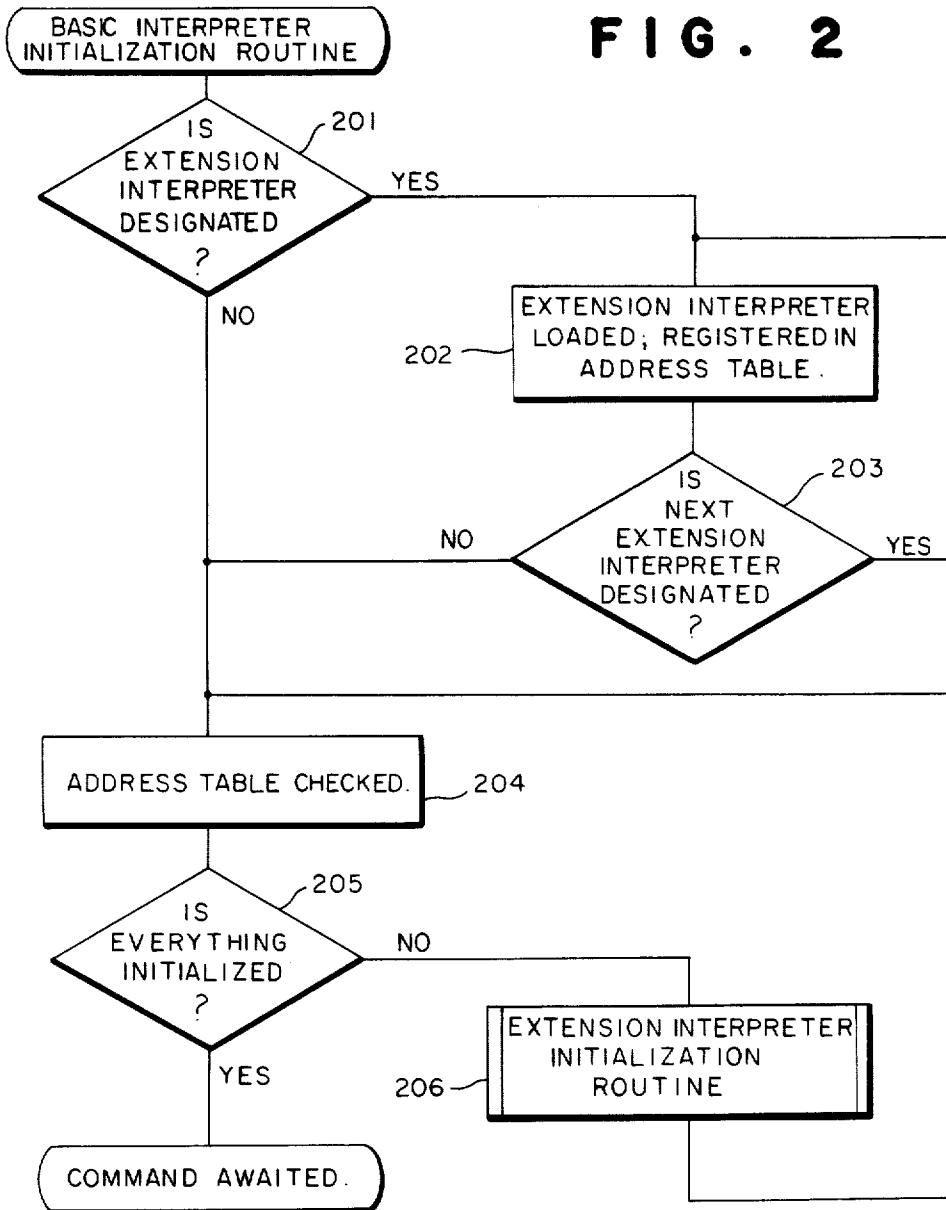 BASIC INTERPRETER
INITIALIZATION ROUTINE
FIG. 2
IS
EXTENSION
INTERPRETER
DESIGNATED
?
201
YES
NO
EXTENSION INTERPRETER
LOADED; REGISTERED IN
ADDRESS TABLE.
202
IS
NEXT
EXTENSION
INTERPRETER
DESIGNATED
?
203
NO
YES
ADDRESS TABLE CHECKED.
204
IS
EVERYTHING
INITIALIZED
?
205
NO
YES
EXTENSION INTERPRETER
INITIALIZATION
ROUTINE
206
COMMAND AWAITED.